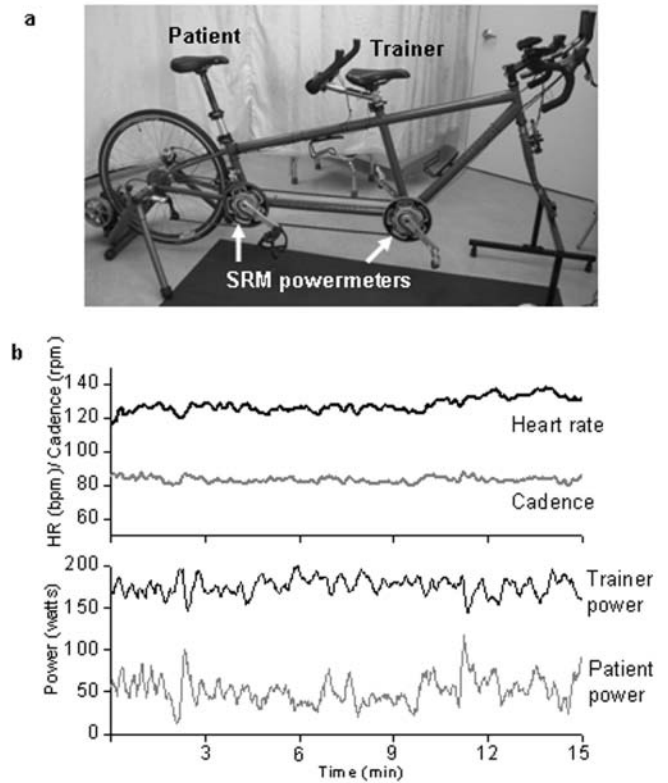 a
Patient
Trainer
SRM powermeters
b
HR (bpm)/ Cadence (rpm)
140
120
100
80
60
Heart rate
Cadence
Power (watts)
200
150
100
50
0
Trainer
power
Patient
power
3
6
9
12
15
Time (min)